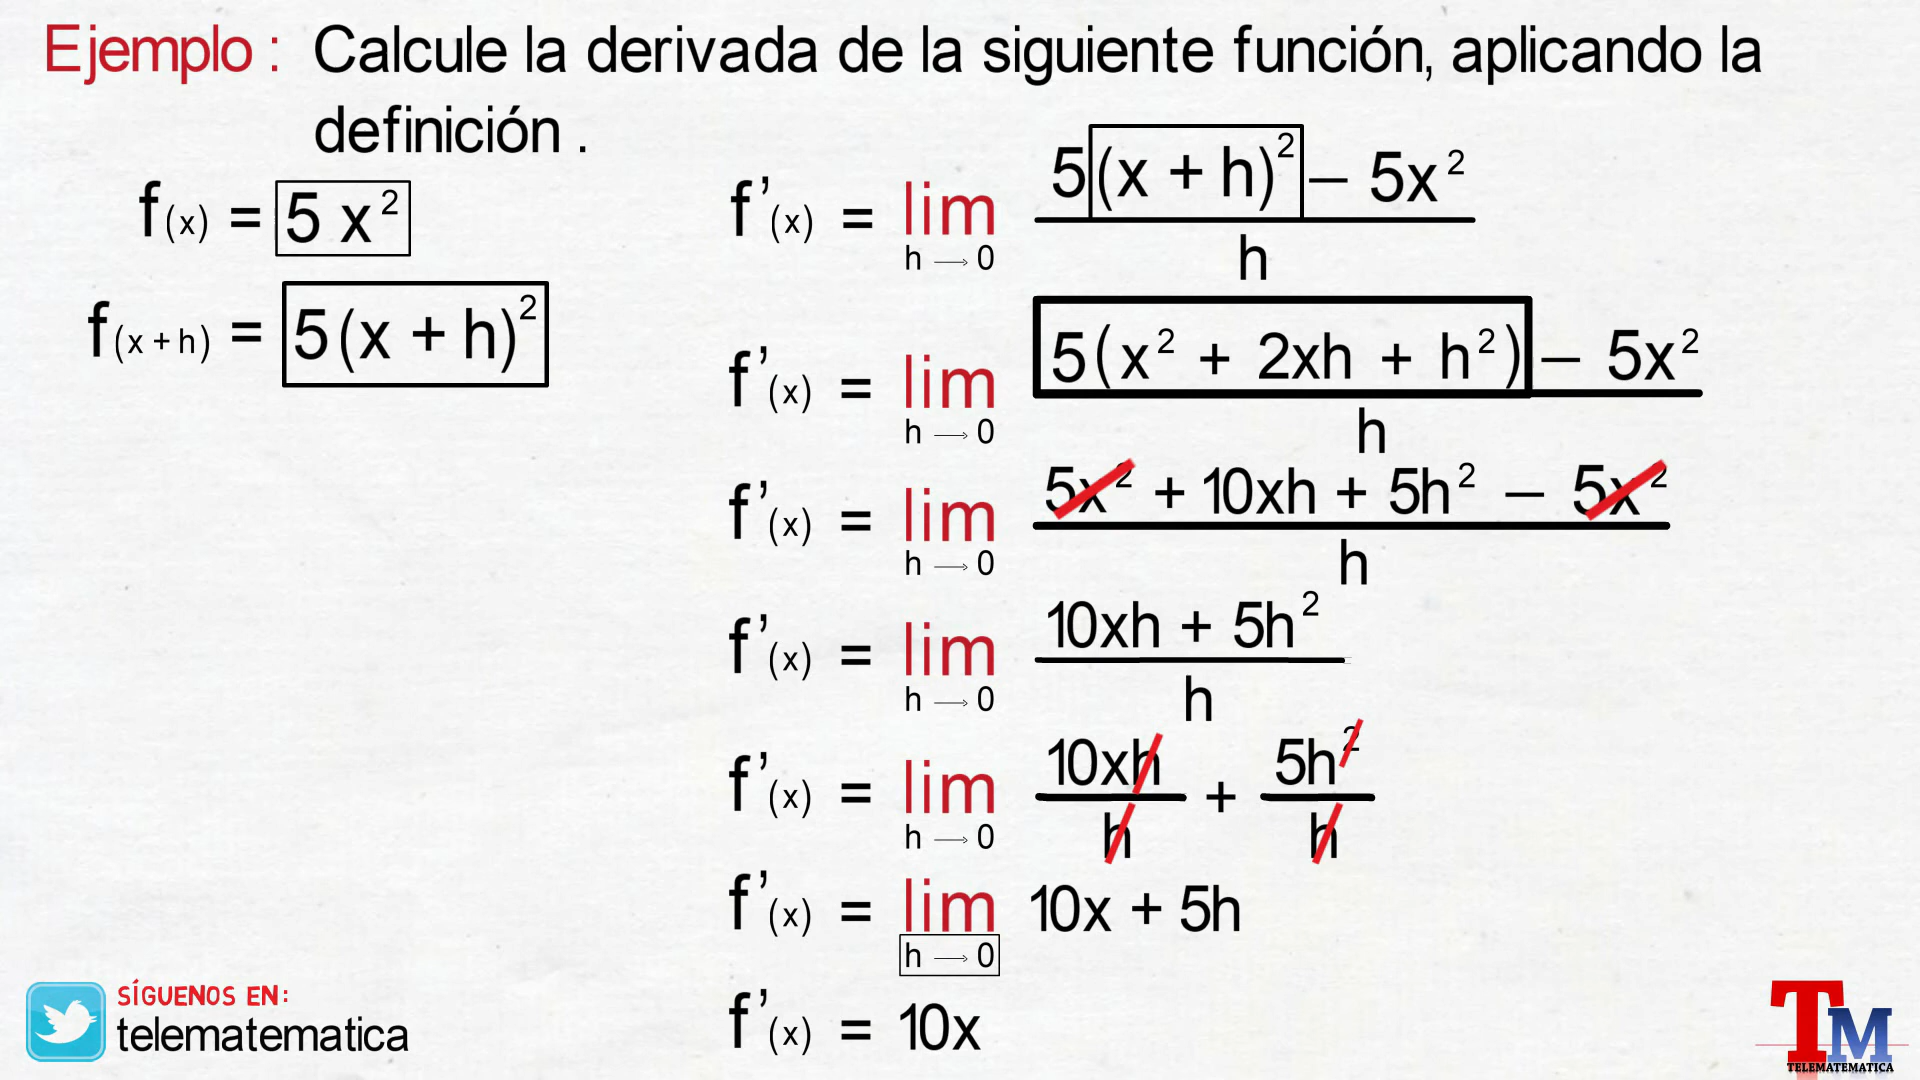 Ejemplo : Calcule la derivada de la siguiente función, aplicando la
definición .
f(x) = 5 x²
f(x + h) = 5(x + h)²
f’(x) = lim h → 0 5(x + h)² – 5x² / h
f’(x) = lim h → 0 5(x² + 2xh + h²) – 5x² / h
f’(x) = lim h → 0 5x² + 10xh + 5h² – 5x² / h
f’(x) = lim h → 0 10xh + 5h² / h
f’(x) = lim h → 0 10xh / h + 5h² / h
f’(x) = lim h → 0 10x + 5h
f’(x) = 10x
SÍGUENOS EN:
telematematica
TM
TELEMATEMATICA